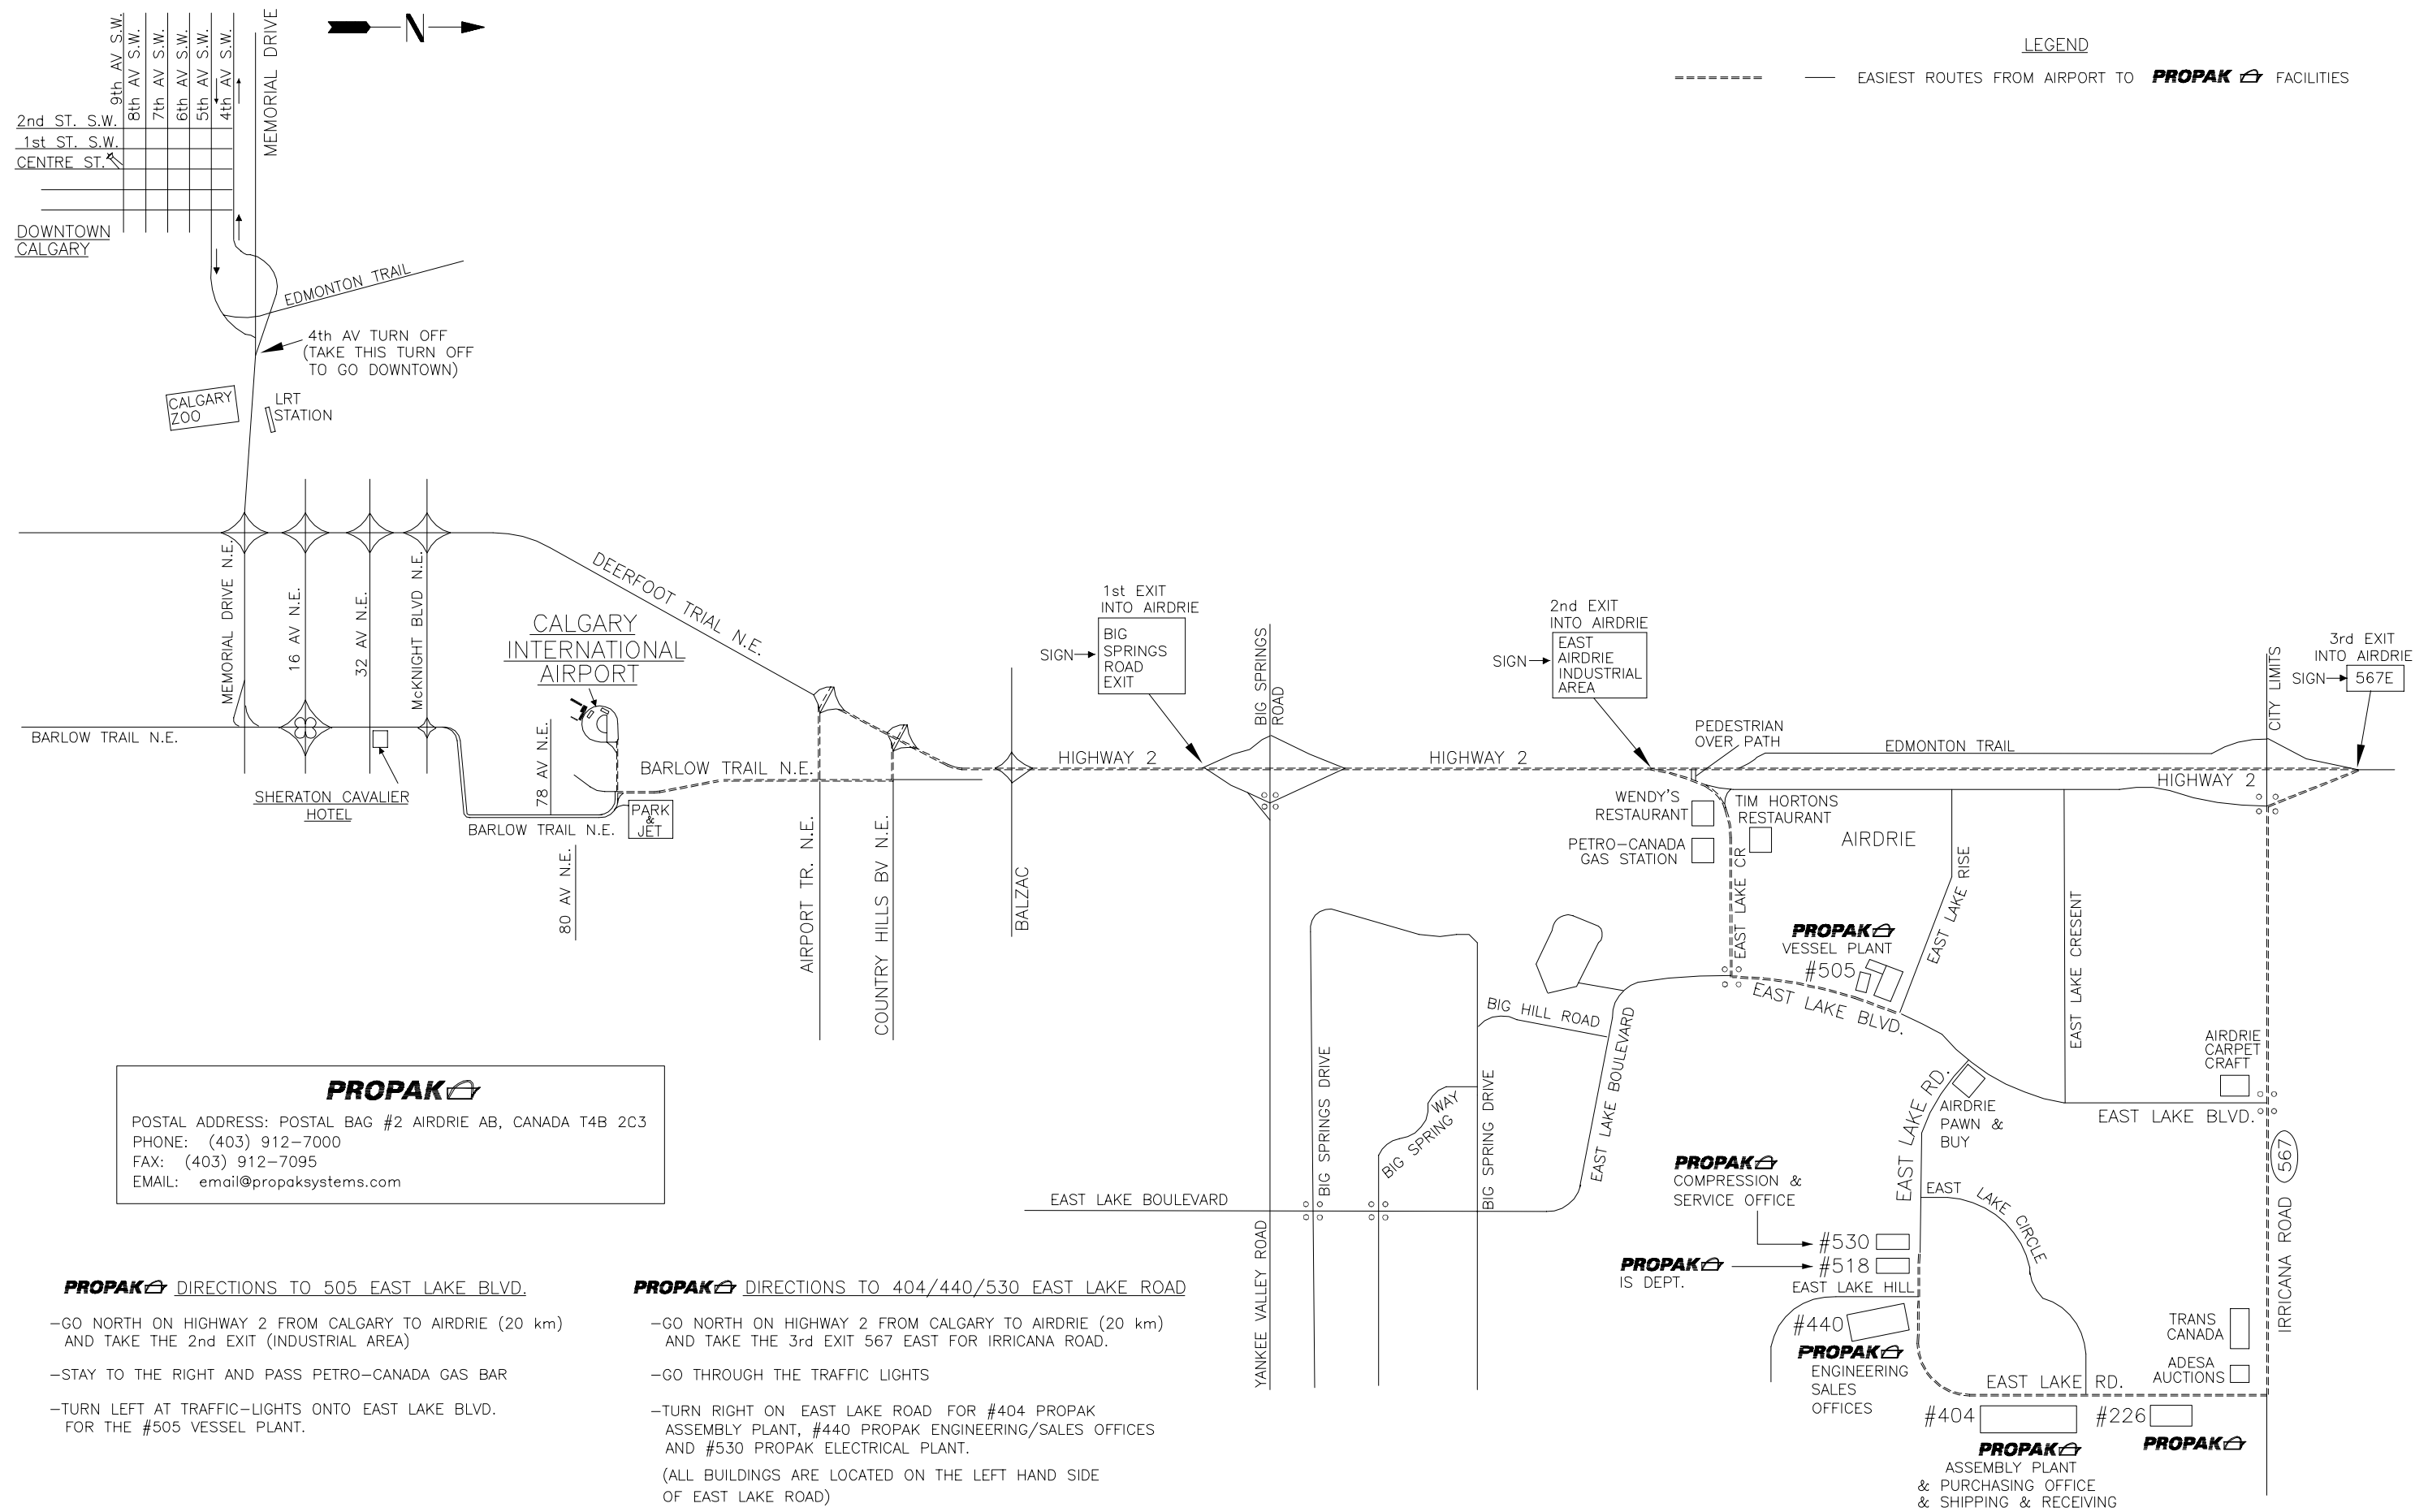 9th AV S.W.
8th AV S.W.
7th AV S.W.
6th AV S.W.
5th AV S.W.
4th AV S.W.
MEMORIAL DRIVE
N
2nd ST. S.W.
1st ST. S.W.
CENTRE ST.
DOWNTOWN
CALGARY
EDMONTON TRAIL
4th AV TURN OFF
(TAKE THIS TURN OFF
TO GO DOWNTOWN)
CALGARY
ZOO
LRT
STATION
LEGEND
EASIEST ROUTES FROM AIRPORT TO PROPAK FACILITIES
MEMORIAL DRIVE N.E.
16 AV N.E.
32 AV N.E.
McKNIGHT BLVD N.E.
DEERFOOT TRIAL N.E.
CALGARY
INTERNATIONAL
AIRPORT
BARLOW TRAIL N.E.
SHERATON CAVALIER
HOTEL
78 AV N.E.
BARLOW TRAIL N.E.
BARLOW TRAIL N.E.
PARK
&
JET
80 AV N.E.
AIRPORT TR. N.E.
COUNTRY HILLS BV N.E.
BALZAC
1st EXIT
INTO AIRDRIE
SIGN
BIG
SPRINGS
ROAD
EXIT
HIGHWAY 2
BIG SPRINGS
ROAD
HIGHWAY 2
2nd EXIT
INTO AIRDRIE
SIGN
EAST
AIRDRIE
INDUSTRIAL
AREA
PEDESTRIAN
OVER PATH
EDMONTON TRAIL
HIGHWAY 2
CITY LIMITS
3rd EXIT
INTO AIRDRIE
SIGN
567E
WENDY'S
RESTAURANT
TIM HORTONS
RESTAURANT
PETRO-CANADA
GAS STATION
AIRDRIE
EAST LAKE CR
EAST LAKE RISE
EAST LAKE CRESENT
PROPAK
VESSEL PLANT
#505
EAST LAKE BLVD.
BIG HILL ROAD
EAST LAKE BOULEVARD
BIG SPRINGS DRIVE
BIG SPRING WAY
BIG SPRING DRIVE
EAST LAKE BOULEVARD
YANKEE VALLEY ROAD
AIRDRIE
CARPET
CRAFT
EAST LAKE BLVD.
AIRDRIE
PAWN &
BUY
EAST LAKE RD.
567
IRRICANA ROAD
EAST LAKE CIRCLE
PROPAK
COMPRESSION &
SERVICE OFFICE
#530
PROPAK
IS DEPT.
#518
EAST LAKE HILL
#440
PROPAK
ENGINEERING
SALES
OFFICES
TRANS
CANADA
ADESA
AUCTIONS
EAST LAKE RD.
#404
PROPAK
ASSEMBLY PLANT
& PURCHASING OFFICE
& SHIPPING & RECEIVING
#226
PROPAK
PROPAK
POSTAL ADDRESS: POSTAL BAG #2 AIRDRIE AB, CANADA T4B 2C3
PHONE: (403) 912-7000
FAX: (403) 912-7095
EMAIL: email@propaksystems.com
PROPAK DIRECTIONS TO 505 EAST LAKE BLVD.
-GO NORTH ON HIGHWAY 2 FROM CALGARY TO AIRDRIE (20 km)
AND TAKE THE 2nd EXIT (INDUSTRIAL AREA)
-STAY TO THE RIGHT AND PASS PETRO-CANADA GAS BAR
-TURN LEFT AT TRAFFIC-LIGHTS ONTO EAST LAKE BLVD.
FOR THE #505 VESSEL PLANT.
PROPAK DIRECTIONS TO 404/440/530 EAST LAKE ROAD
-GO NORTH ON HIGHWAY 2 FROM CALGARY TO AIRDRIE (20 km)
AND TAKE THE 3rd EXIT 567 EAST FOR IRRICANA ROAD.
-GO THROUGH THE TRAFFIC LIGHTS
-TURN RIGHT ON EAST LAKE ROAD FOR #404 PROPAK
ASSEMBLY PLANT, #440 PROPAK ENGINEERING/SALES OFFICES
AND #530 PROPAK ELECTRICAL PLANT.
(ALL BUILDINGS ARE LOCATED ON THE LEFT HAND SIDE
OF EAST LAKE ROAD)